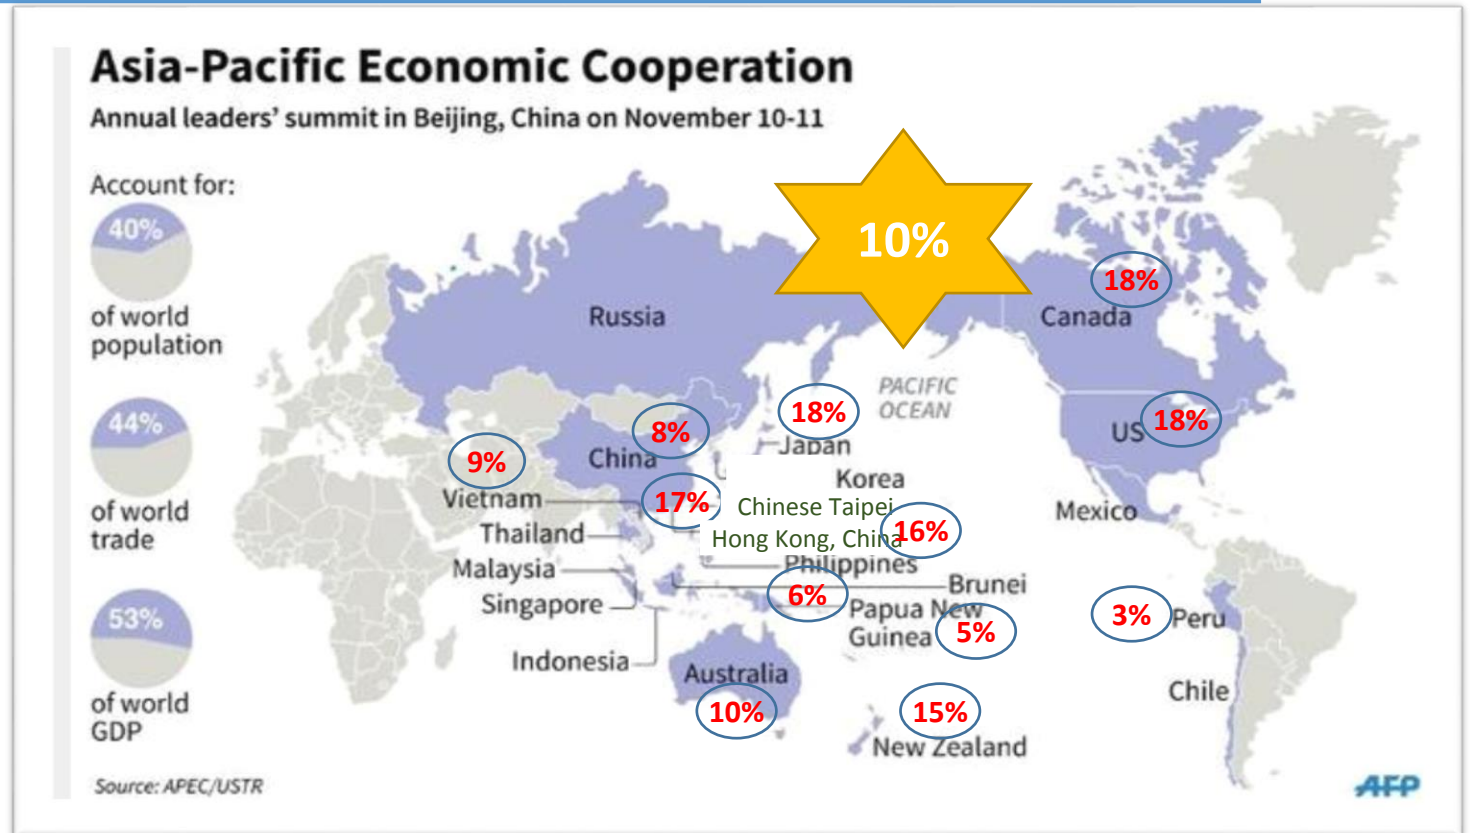 Asia-Pacific Economic Cooperation
Annual leaders' summit in Beijing, China on November 10-11
Account for:
40%
of world
population
44%
of world
trade
53%
of world
GDP
Source: APEC/USTR
10%
Russia
18%
Canada
PACIFIC
OCEAN
18%
Japan
US
18%
8%
China
9%
Korea
Vietnam
17%
Chinese Taipei
Mexico
Thailand
Hong Kong, China
16%
Malaysia
Philippines
Brunei
Singapore
6%
Papua New
Guinea
5%
3%
Peru
Indonesia
Australia
10%
15%
New Zealand
Chile
AFP